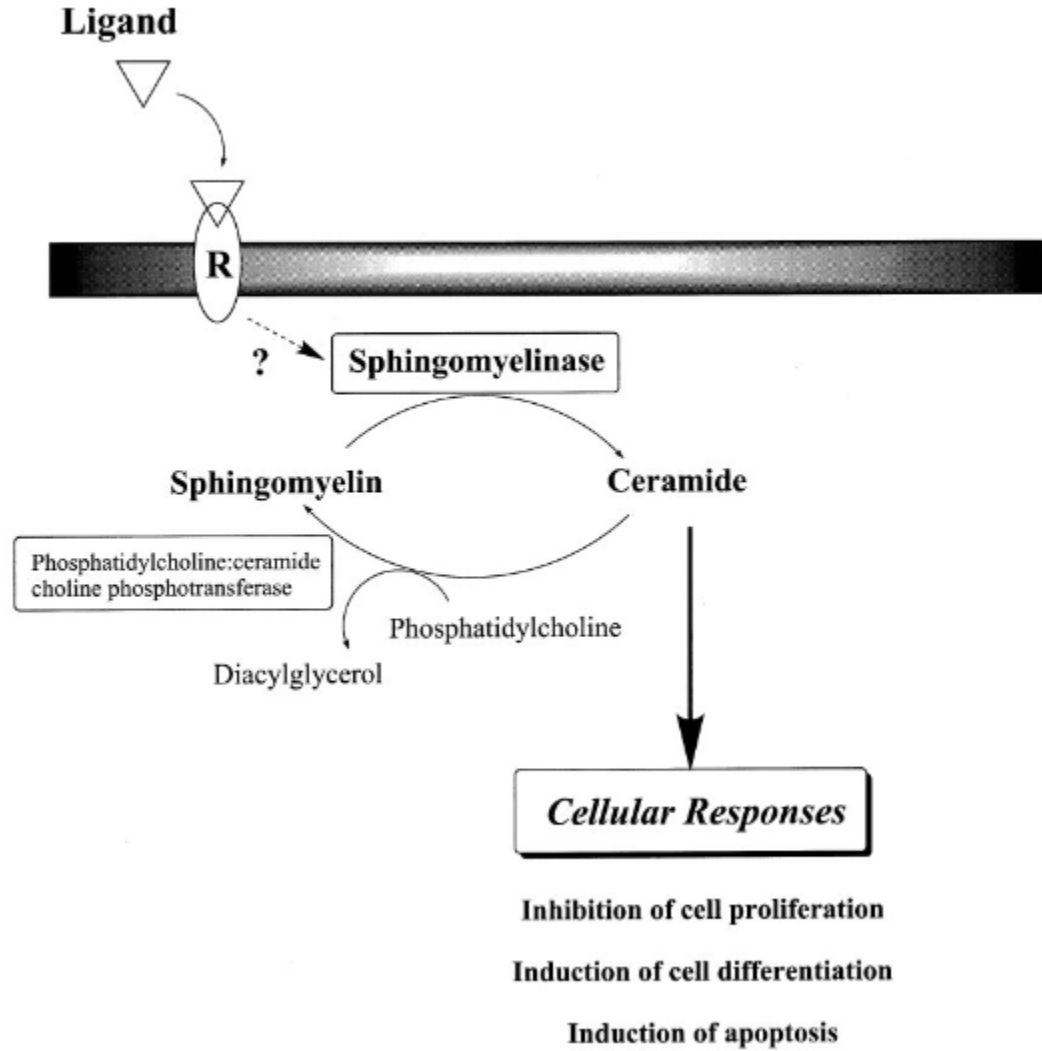 Ligand
R
?
Sphingomyelinase
Sphingomyelin
Ceramide
Phosphatidylcholine:ceramide
choline phosphotransferase
Phosphatidylcholine
Diacylglycerol
Cellular Responses
Inhibition of cell proliferation
Induction of cell differentiation
Induction of apoptosis